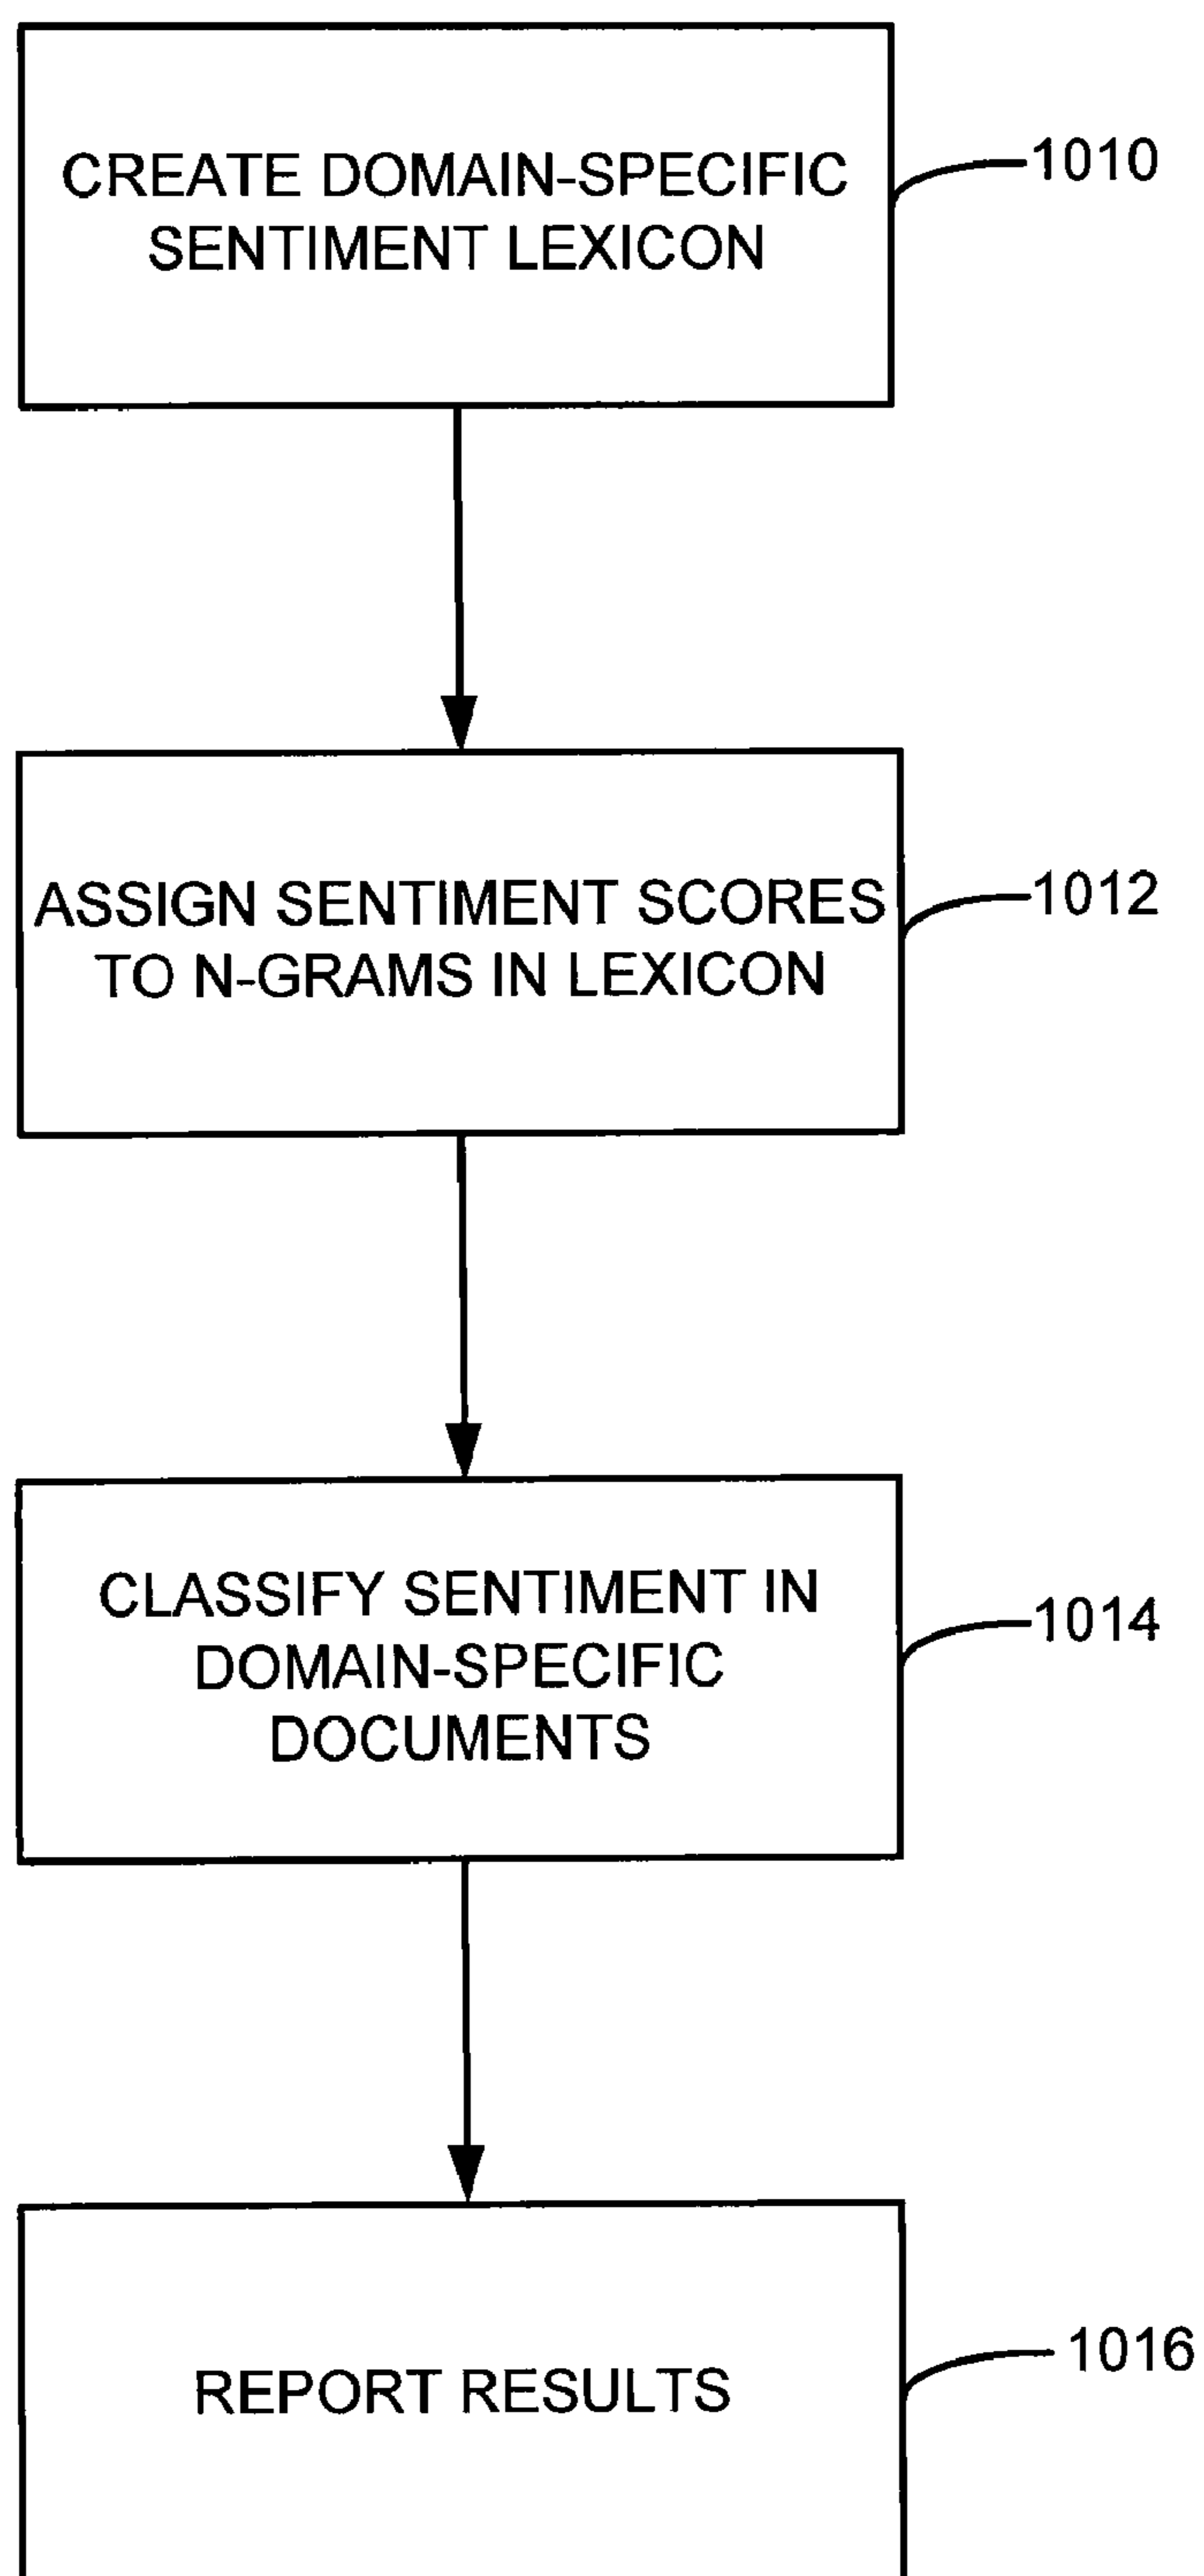 CREATE DOMAIN-SPECIFIC
SENTIMENT LEXICON
1010
ASSIGN SENTIMENT SCORES
TO N-GRAMS IN LEXICON
1012
CLASSIFY SENTIMENT IN
DOMAIN-SPECIFIC
DOCUMENTS
1014
REPORT RESULTS
1016